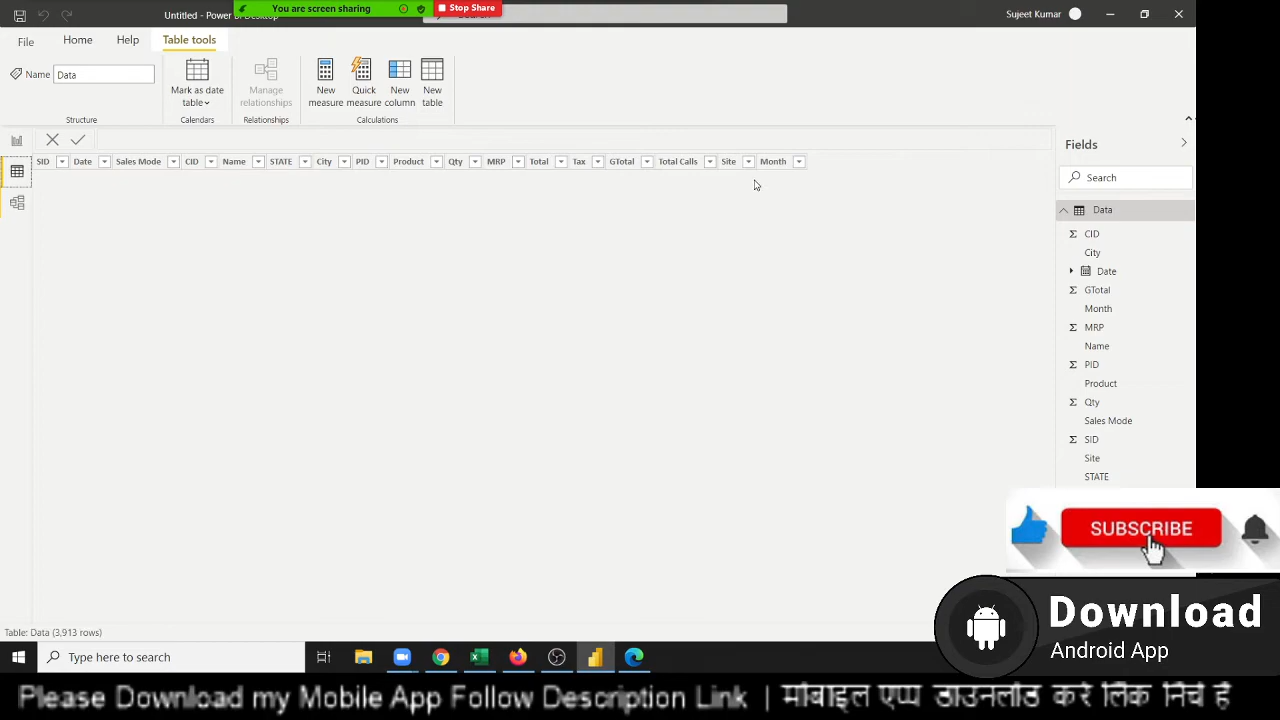 Untitled - Power BI Desktop
You are screen sharing
Stop Share
Sujeet Kumar
File
Home
Help
Table tools
Name
Data
Mark as date
table
Manage
relationships
New
measure
Quick
measure
New
column
New
table
Structure
Calendars
Relationships
Calculations
SID
Date
Sales Mode
CID
Name
STATE
City
PID
Product
Qty
MRP
Total
Tax
GTotal
Total Calls
Site
Month
Fields
Search
Data
CID
City
Date
GTotal
Month
MRP
Name
PID
Product
Qty
Sales Mode
SID
Site
STATE
SUBSCRIBE
Download
Android App
Table: Data (3,913 rows)
Type here to search
Please Download my Mobile App Follow Description Link | मोबाइल एप्प डाउनलोड करे लिंक निचे है